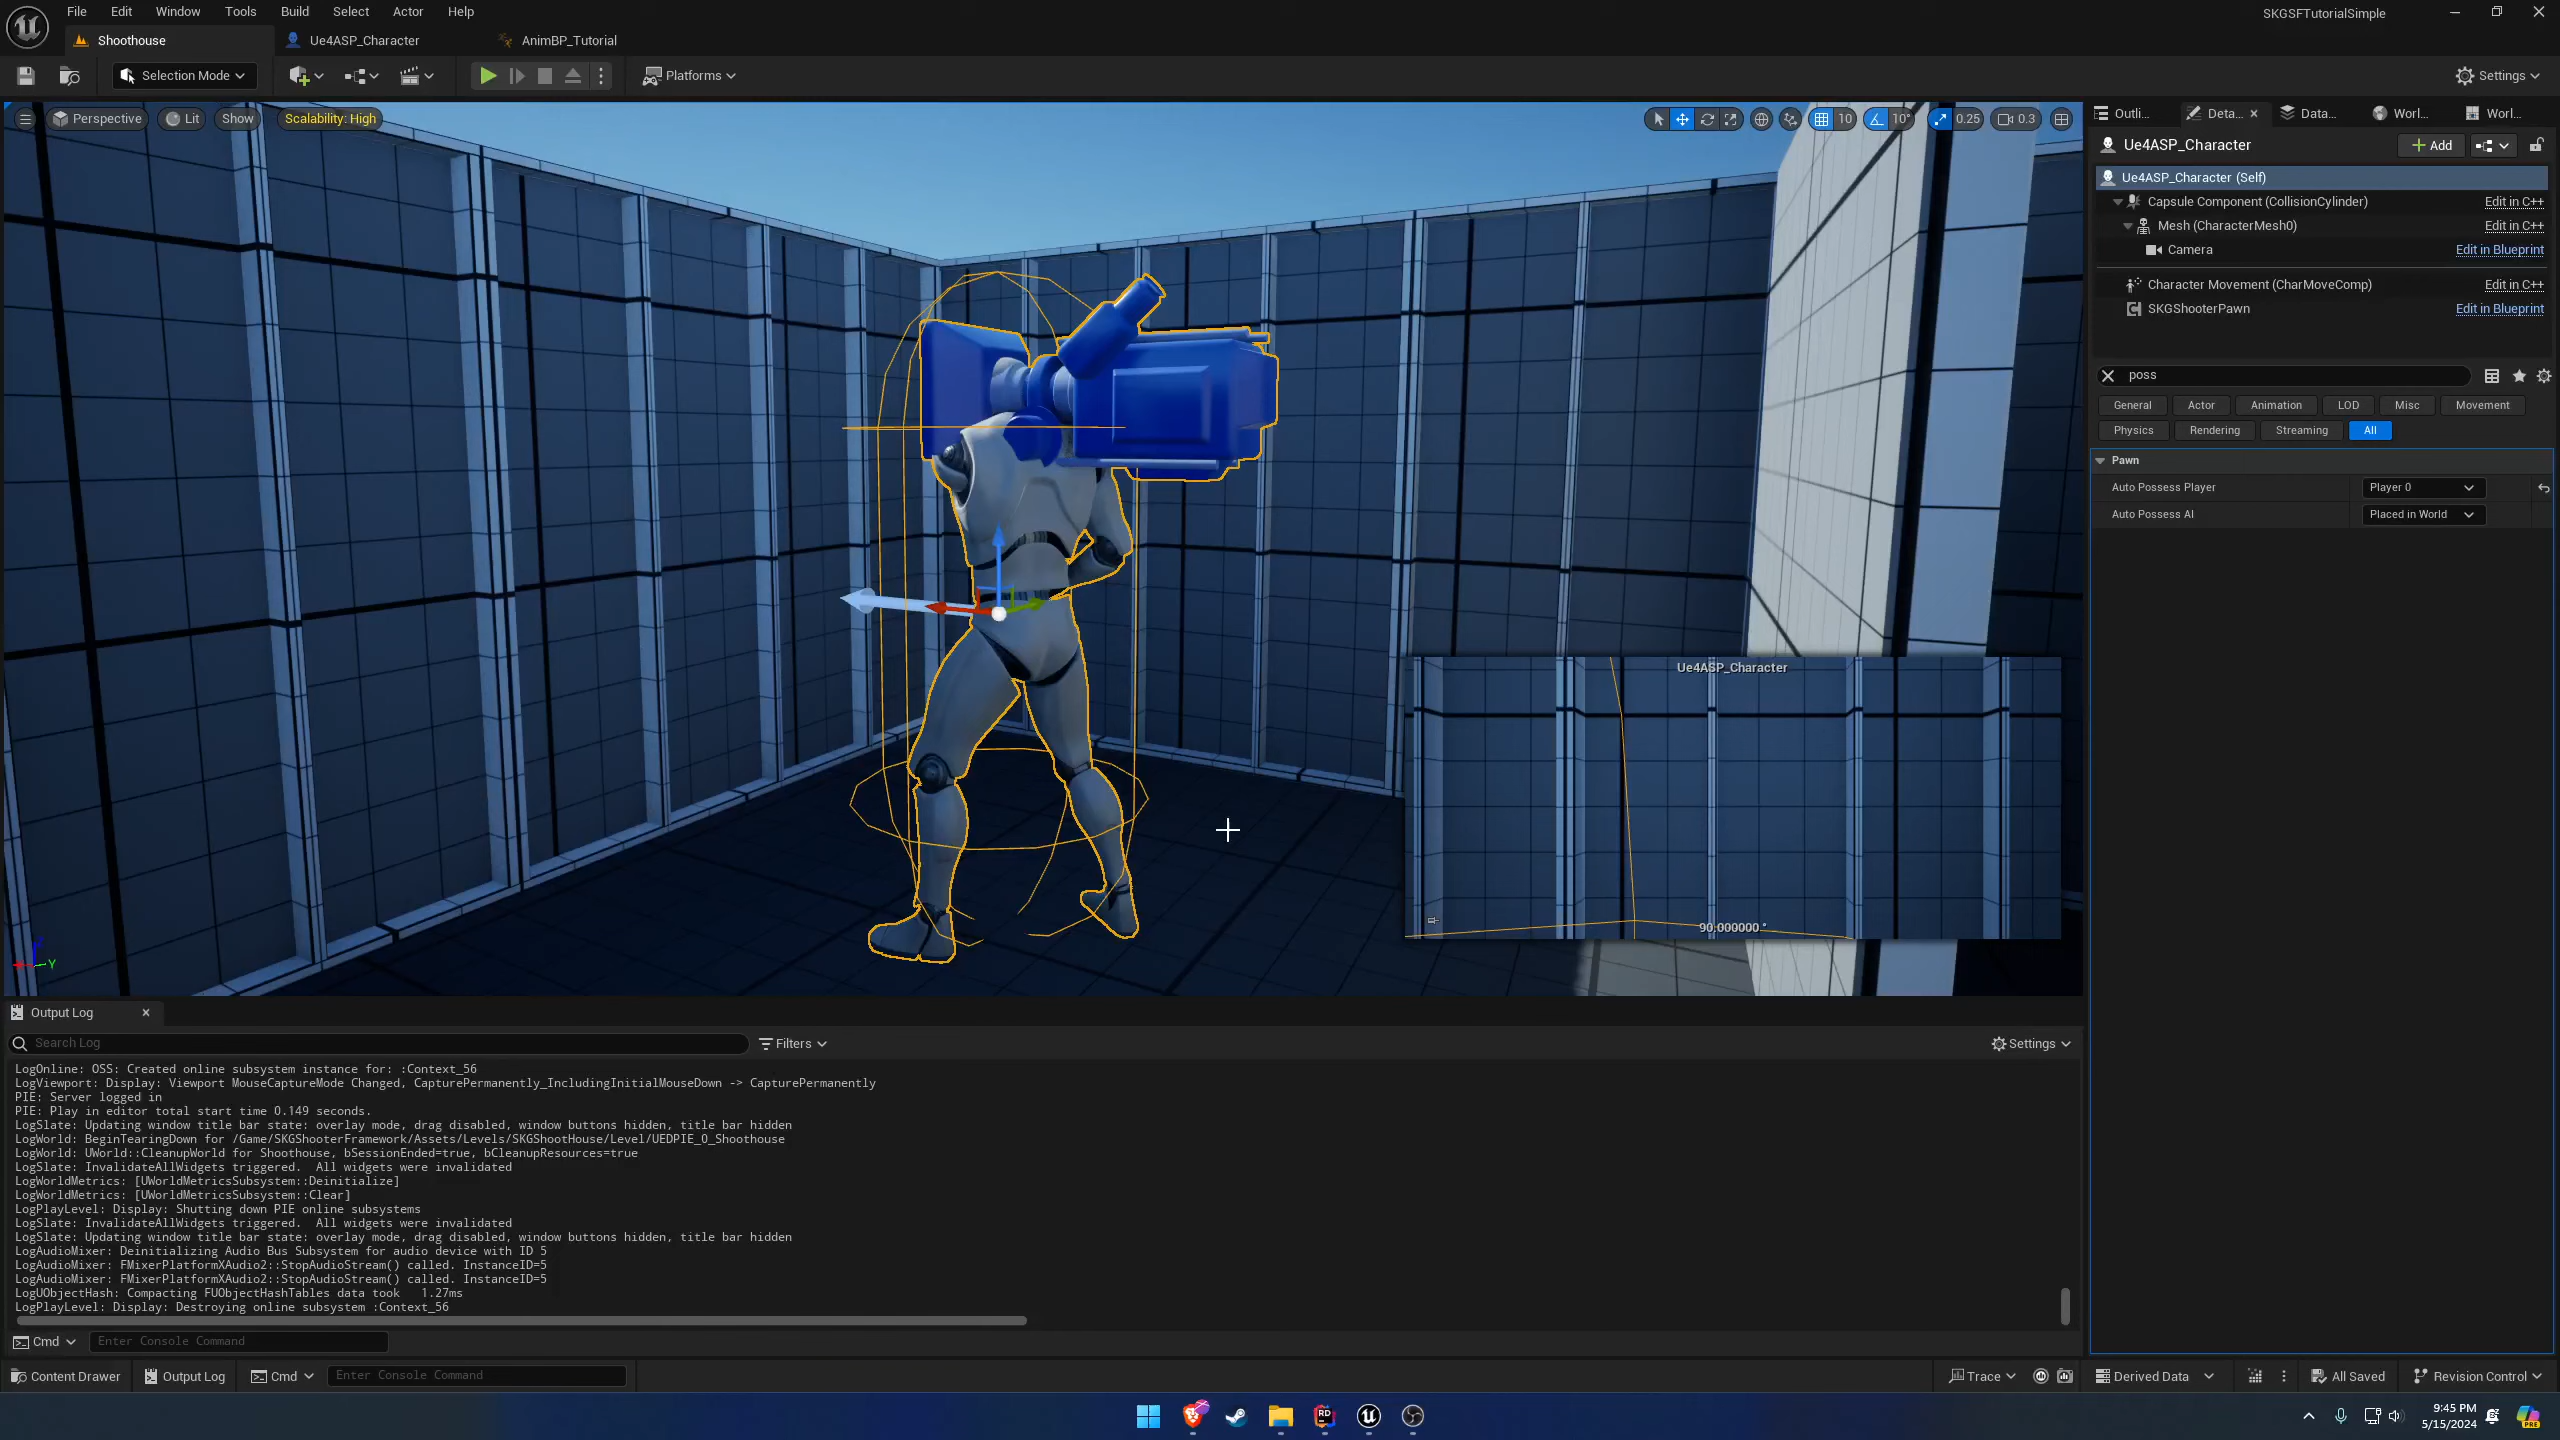 File Edit Window Tools Build Select Actor Help
SKGSFTutorialSimple
Shoothouse Ue4ASP_Character AnimBP_Tutorial
Selection Mode Platforms Settings
Perspective Lit Show Scalability: High 10 10° 0.25 0.3
Outli... Deta... Data... Worl... Worl...
Ue4ASP_Character Add
Ue4ASP_Character (Self)
Capsule Component (CollisionCylinder) Edit in C++
Mesh (CharacterMesh0) Edit in C++
Camera Edit in Blueprint
Character Movement (CharMoveComp) Edit in C++
SKGShooterPawn Edit in Blueprint
poss
General Actor Animation LOD Misc Movement
Physics Rendering Streaming All
Pawn
Auto Possess Player Player 0
Auto Possess AI Placed in World
Ue4ASP_Character
90.000000 °
Y
Output Log
Search Log Filters Settings
LogOnline: OSS: Created online subsystem instance for: :Context_56
LogViewport: Display: Viewport MouseCaptureMode Changed, CapturePermanently_IncludingInitialMouseDown -> CapturePermanently
PIE: Server logged in
PIE: Play in editor total start time 0.149 seconds.
LogSlate: Updating window title bar state: overlay mode, drag disabled, window buttons hidden, title bar hidden
LogWorld: BeginTearingDown for /Game/SKGShooterFramework/Assets/Levels/SKGShootHouse/Level/UEDPIE_0_Shoothouse
LogWorld: UWorld::CleanupWorld for Shoothouse, bSessionEnded=true, bCleanupResources=true
LogSlate: InvalidateAllWidgets triggered.  All widgets were invalidated
LogWorldMetrics: [UWorldMetricsSubsystem::Deinitialize]
LogWorldMetrics: [UWorldMetricsSubsystem::Clear]
LogPlayLevel: Display: Shutting down PIE online subsystems
LogSlate: InvalidateAllWidgets triggered.  All widgets were invalidated
LogSlate: Updating window title bar state: overlay mode, drag disabled, window buttons hidden, title bar hidden
LogAudioMixer: Deinitializing Audio Bus Subsystem for audio device with ID 5
LogAudioMixer: FMixerPlatformXAudio2::StopAudioStream() called. InstanceID=5
LogAudioMixer: FMixerPlatformXAudio2::StopAudioStream() called. InstanceID=5
LogUObjectHash: Compacting FUObjectHashTables data took   1.27ms
LogPlayLevel: Display: Destroying online subsystem :Context_56
Cmd Enter Console Command
Content Drawer Output Log Cmd Enter Console Command Trace Derived Data All Saved Revision Control
RD
9:45 PM
5/15/2024
PRE